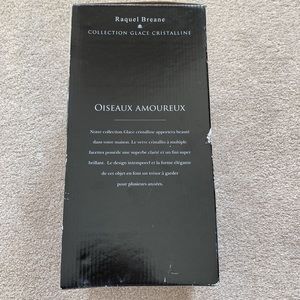 Raquel Breane
COLLECTION GLACE CRISTALLINE
OISEAUX AMOUREUX
Notre collection Glace cristalline apportera beauté
dans votre maison. Le verre cristallin à multiple
facettes possède une superbe clarté et un fini super
brillant. Le design intemporel et la forme élégante
de cet objet en font un trésor à garder
pour plusieurs années.